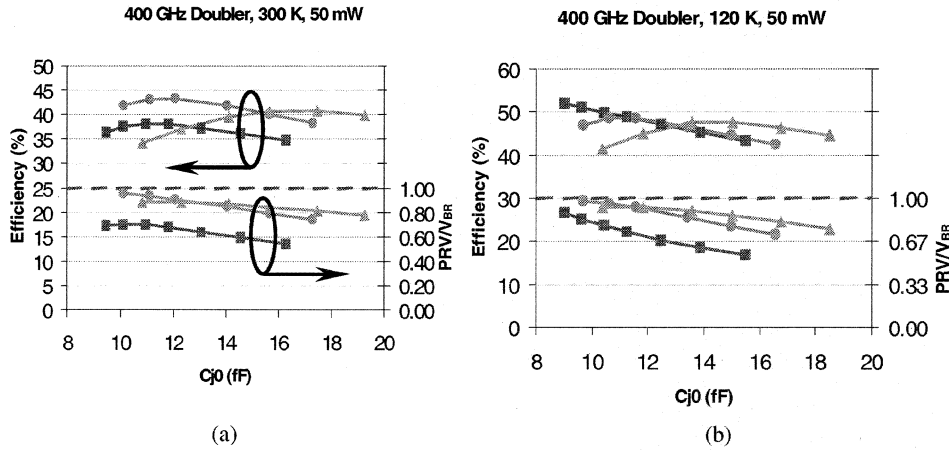 400 GHz Doubler, 300 K, 50 mW
Efficiency (%)
50
45
40
35
30
25
20
15
10
5
0
1.00
0.80
0.60
0.40
0.20
0.00
PRV/VBR
8 10 12 14 16 18 20
Cj0 (fF)
(a)
400 GHz Doubler, 120 K, 50 mW
Efficiency (%)
60
50
40
30
20
10
0
1.00
0.67
0.33
0.00
PRV/VBR
8 10 12 14 16 18 20
Cj0 (fF)
(b)